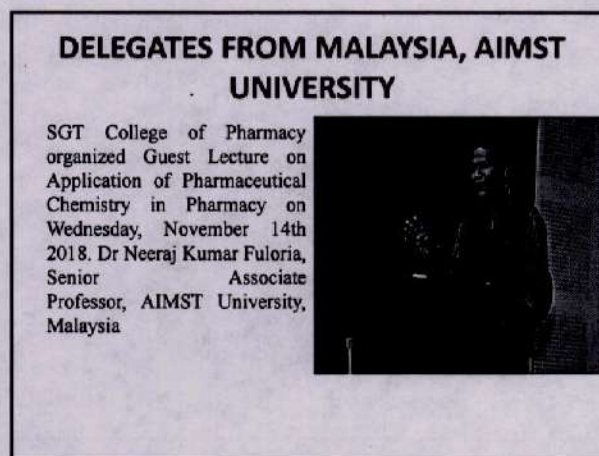 DELEGATES FROM MALAYSIA, AIMST
UNIVERSITY
SGT College of Pharmacy
organized Guest Lecture on
Application of Pharmaceutical
Chemistry in Pharmacy on
Wednesday, November 14th
2018. Dr Neeraj Kumar Fuloria,
Senior Associate
Professor, AIMST University,
Malaysia